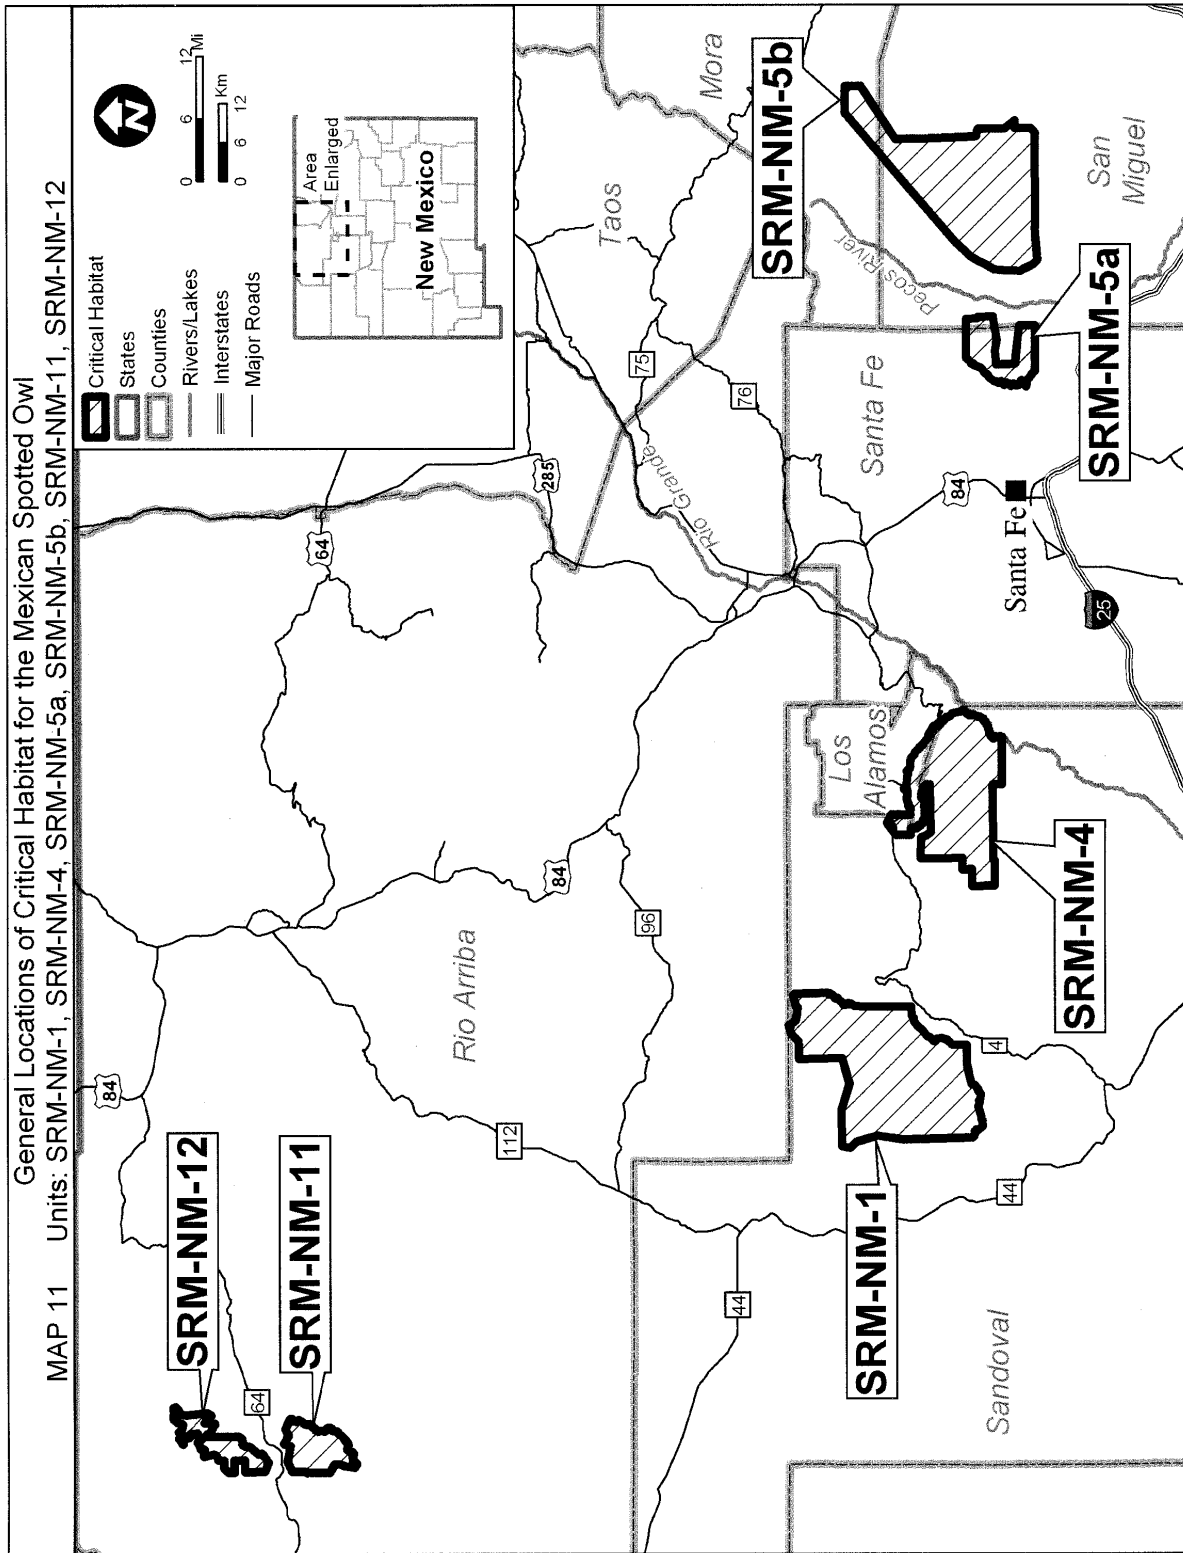 General Locations of Critical Habitat for the Mexican Spotted Owl
MAP 11 Units: SRM-NM-1, SRM-NM-4, SRM-NM-5a, SRM-NM-5b, SRM-NM-11, SRM-NM-12
Critical Habitat
States
Counties
Rivers/Lakes
Interstates
Major Roads
N
0 6 12 Mi
0 6 12 Km
Area
Enlarged
New Mexico
84
SRM-NM-12
SRM-NM-11
64
64
285
Rio Arriba
112
84
96
44
Taos
Mora
75
76
Rio Grande
Sandoval
SRM-NM-1
44
4
SRM-NM-4
Los
Alamos
Santa Fe
84
Santa Fe
25
SRM-NM-5a
SRM-NM-5b
Pecos River
San
Miguel